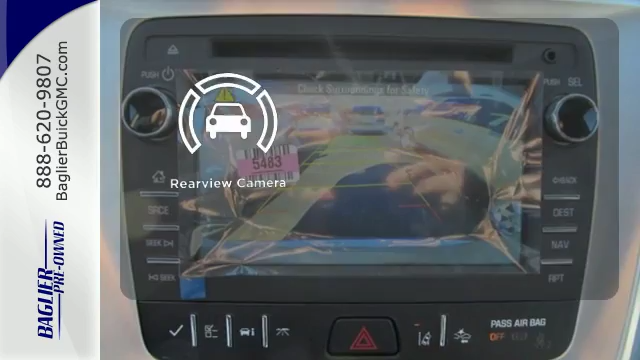 888-620-9807
BaglierBuickGMC.com
BAGLIER
PRE-OWNED
Check Surroundings for Safety
Rearview Camera
5483
PUSH
PUSH
SEL
SRCE
SEEK
SEEK
BACK
DEST
NAV
RPT
PASS AIR BAG
OFF